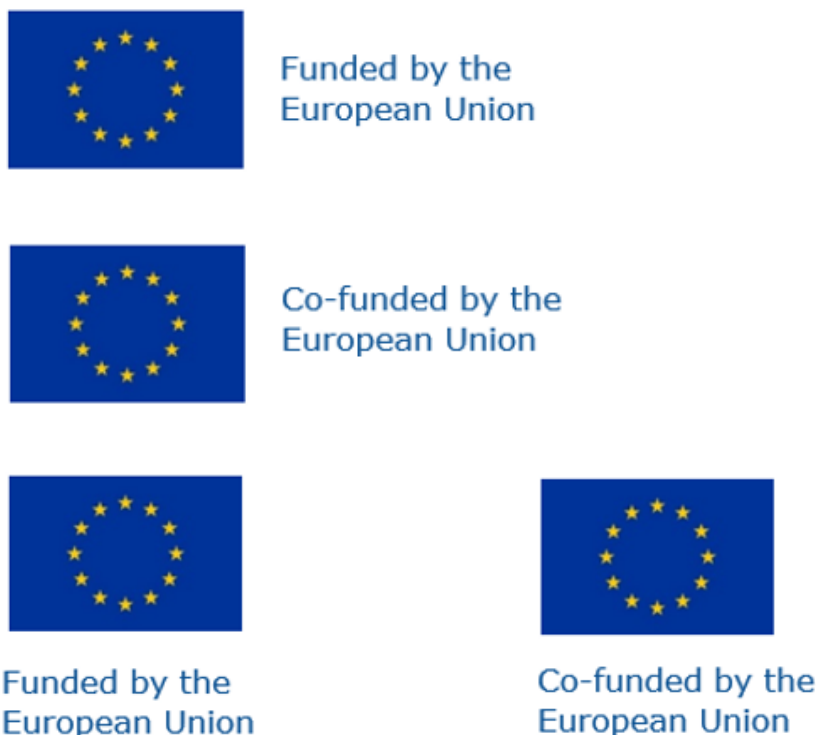 Funded by the
European Union
Co-funded by the
European Union
Funded by the
European Union
Co-funded by the
European Union